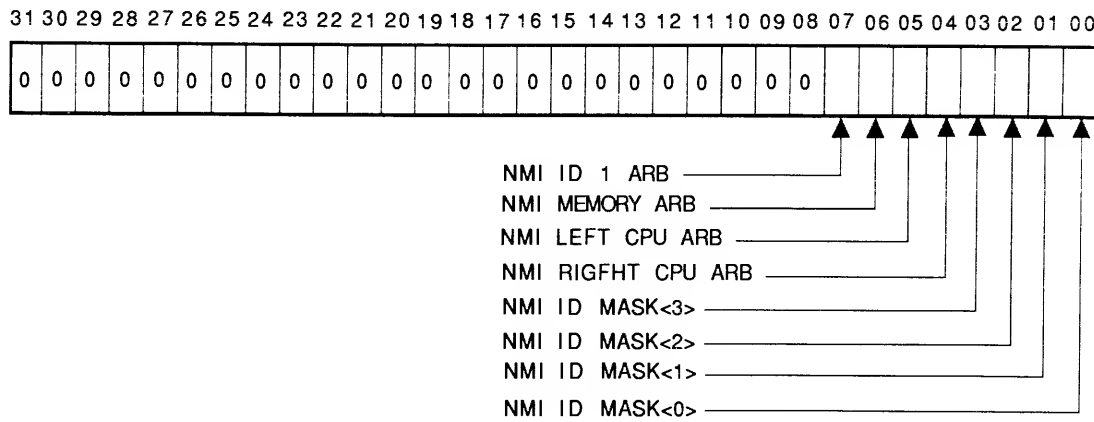 31 30 29 28 27 26 25 24 23 22 21 20 19 18 17 16 15 14 13 12 11 10 09 08 07 06 05 04 03 02 01 00
0 0 0 0 0 0 0 0 0 0 0 0 0 0 0 0 0 0 0 0 0 0 0 0
NMI ID 1 ARB
NMI MEMORY ARB
NMI LEFT CPU ARB
NMI RIGFHT CPU ARB
NMI ID MASK<3>
NMI ID MASK<2>
NMI ID MASK<1>
NMI ID MASK<0>